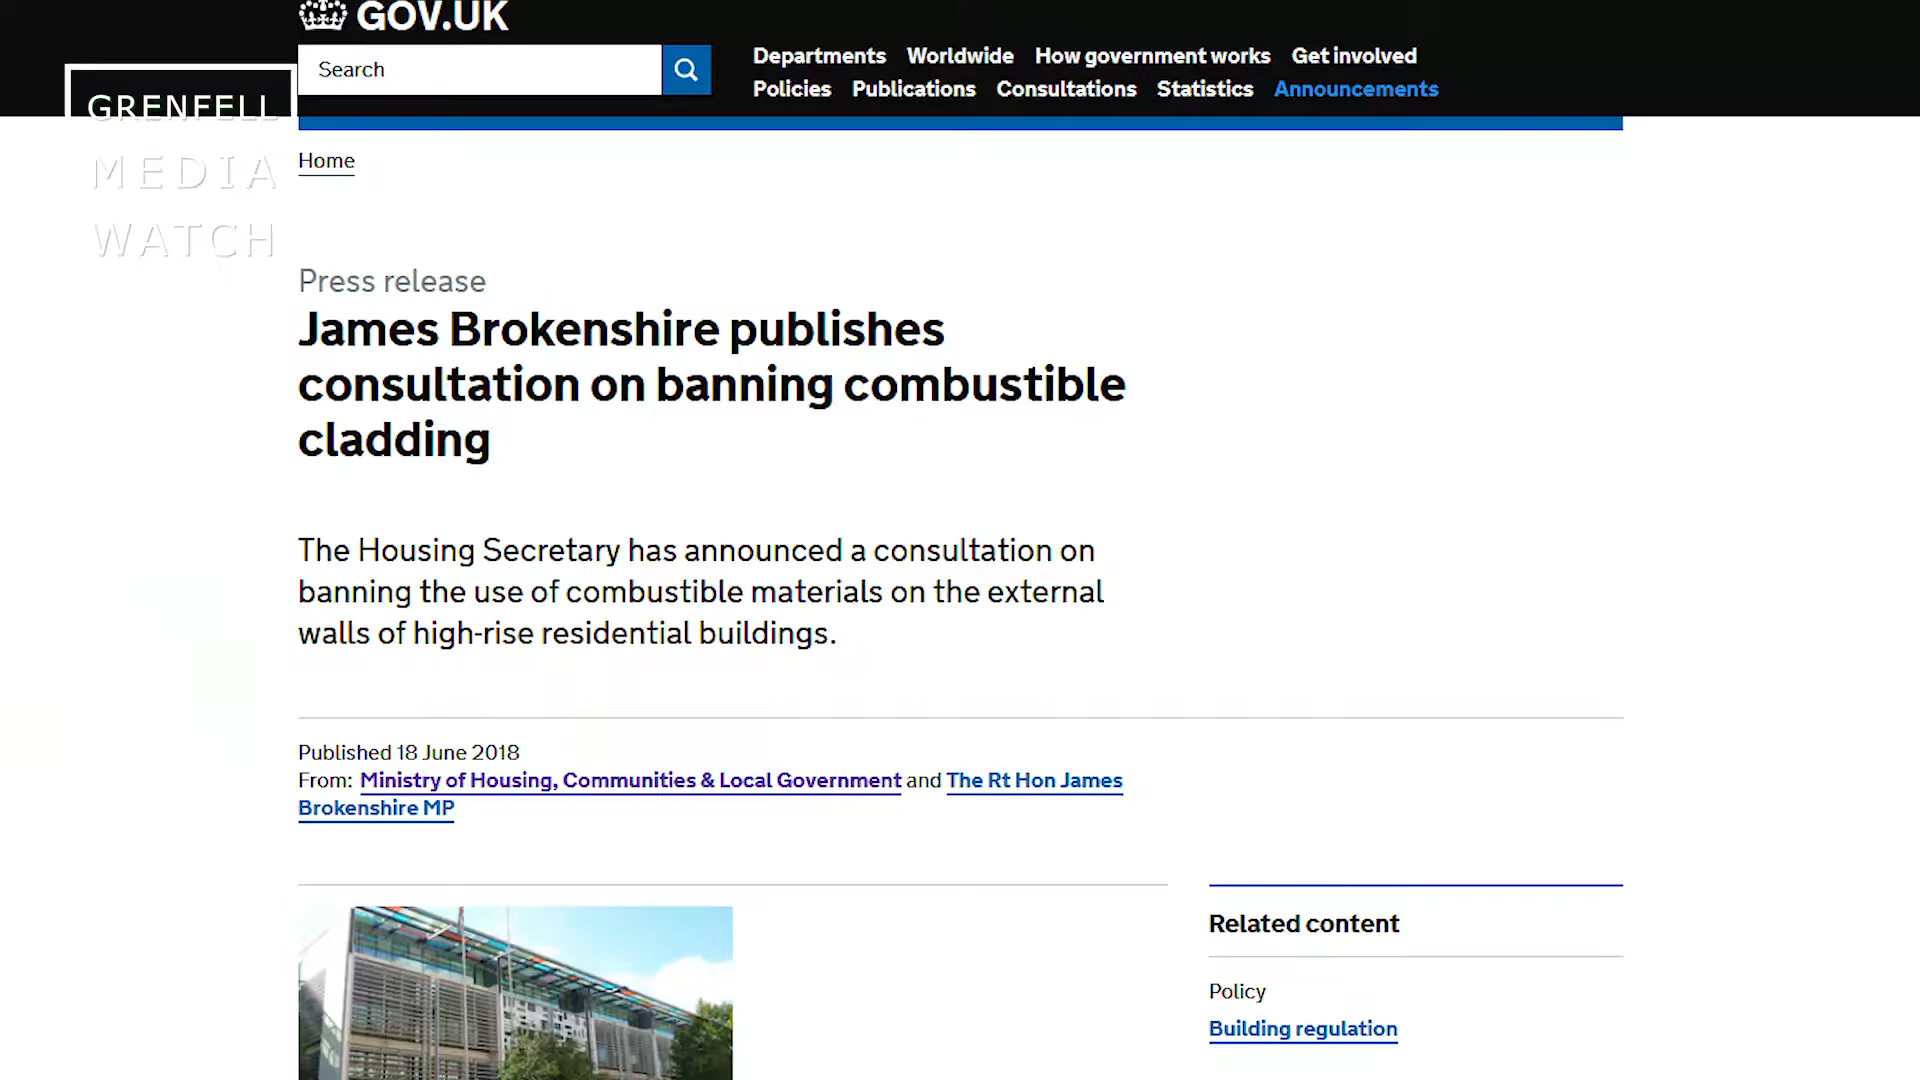 GOV.UK
Search
Departments Worldwide How government works Get involved
Policies Publications Consultations Statistics Announcements
GRENFELL
MEDIA
WATCH
Home
Press release
James Brokenshire publishes
consultation on banning combustible
cladding
The Housing Secretary has announced a consultation on
banning the use of combustible materials on the external
walls of high-rise residential buildings.
Published 18 June 2018
From: Ministry of Housing, Communities & Local Government and The Rt Hon James
Brokenshire MP
Related content
Policy
Building regulation